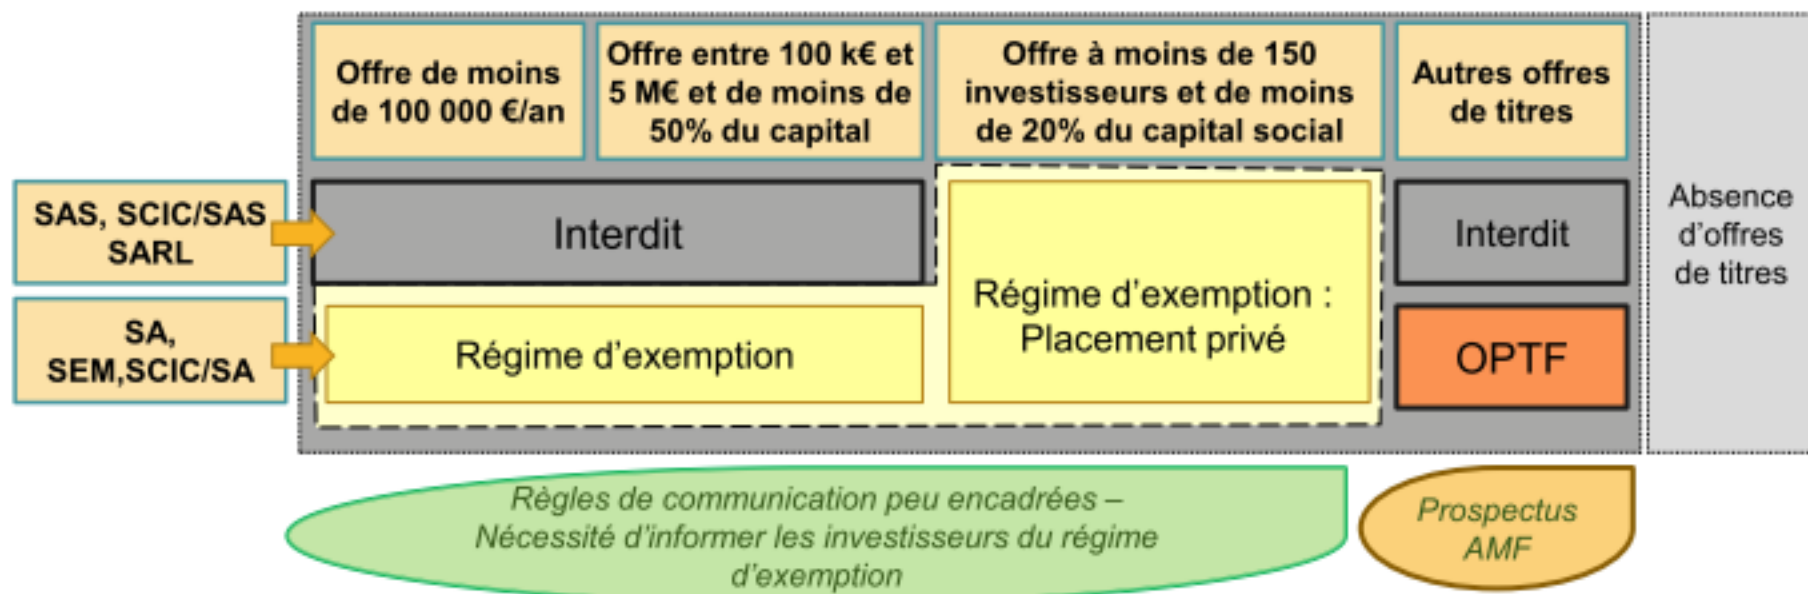 Offre de moins
de 100 000 €/an
Offre entre 100 k€ et
5 M€ et de moins de
50% du capital
Offre à moins de 150
investisseurs et de moins
de 20% du capital social
Autres offres
de titres
Absence
d’offres
de titres
SAS, SCIC/SAS
SARL
Interdit
Régime d’exemption :
Placement privé
Interdit
SA,
SEM,SCIC/SA
Régime d’exemption
OPTF
Règles de communication peu encadrées –
Nécessité d’informer les investisseurs du régime
d’exemption
Prospectus
AMF